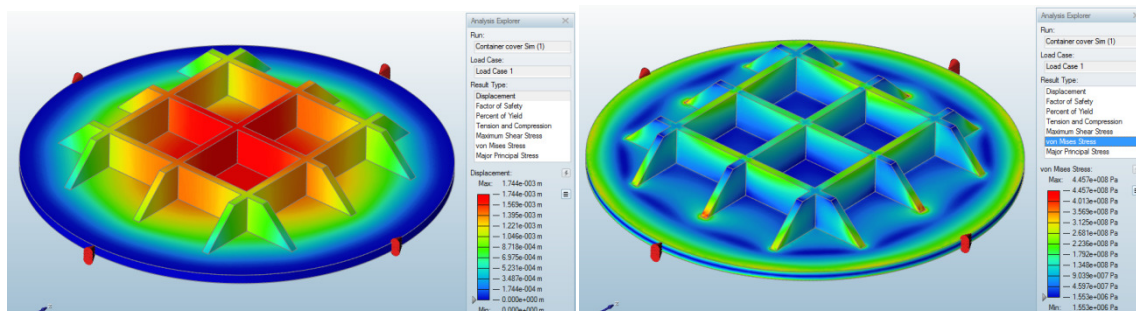 Analysis Explorer
Run:
Container cover Sim (1)
Load Case:
Load Case 1
Result Type:
Displacement
Factor of Safety
Percent of Yield
Tension and Compression
Maximum Shear Stress
von Mises Stress
Major Principal Stress
Displacement:
Max: 1.744e-003 m
1.744e-003 m
1.569e-003 m
1.395e-003 m
1.221e-003 m
1.046e-003 m
8.718e-004 m
6.975e-004 m
5.231e-004 m
3.487e-004 m
1.744e-004 m
0.000e+000 m
Min: 0.000e+000 m
Analysis Explorer
Run:
Container cover Sim (1)
Load Case:
Load Case 1
Result Type:
Displacement
Factor of Safety
Percent of Yield
Tension and Compression
Maximum Shear Stress
von Mises Stress
Major Principal Stress
von Mises Stress:
Max: 4.457e+008 Pa
4.457e+008 Pa
4.013e+008 Pa
3.569e+008 Pa
3.125e+008 Pa
2.681e+008 Pa
2.236e+008 Pa
1.792e+008 Pa
1.348e+008 Pa
9.039e+007 Pa
4.597e+007 Pa
1.553e+006 Pa
Min: 1.553e+006 Pa